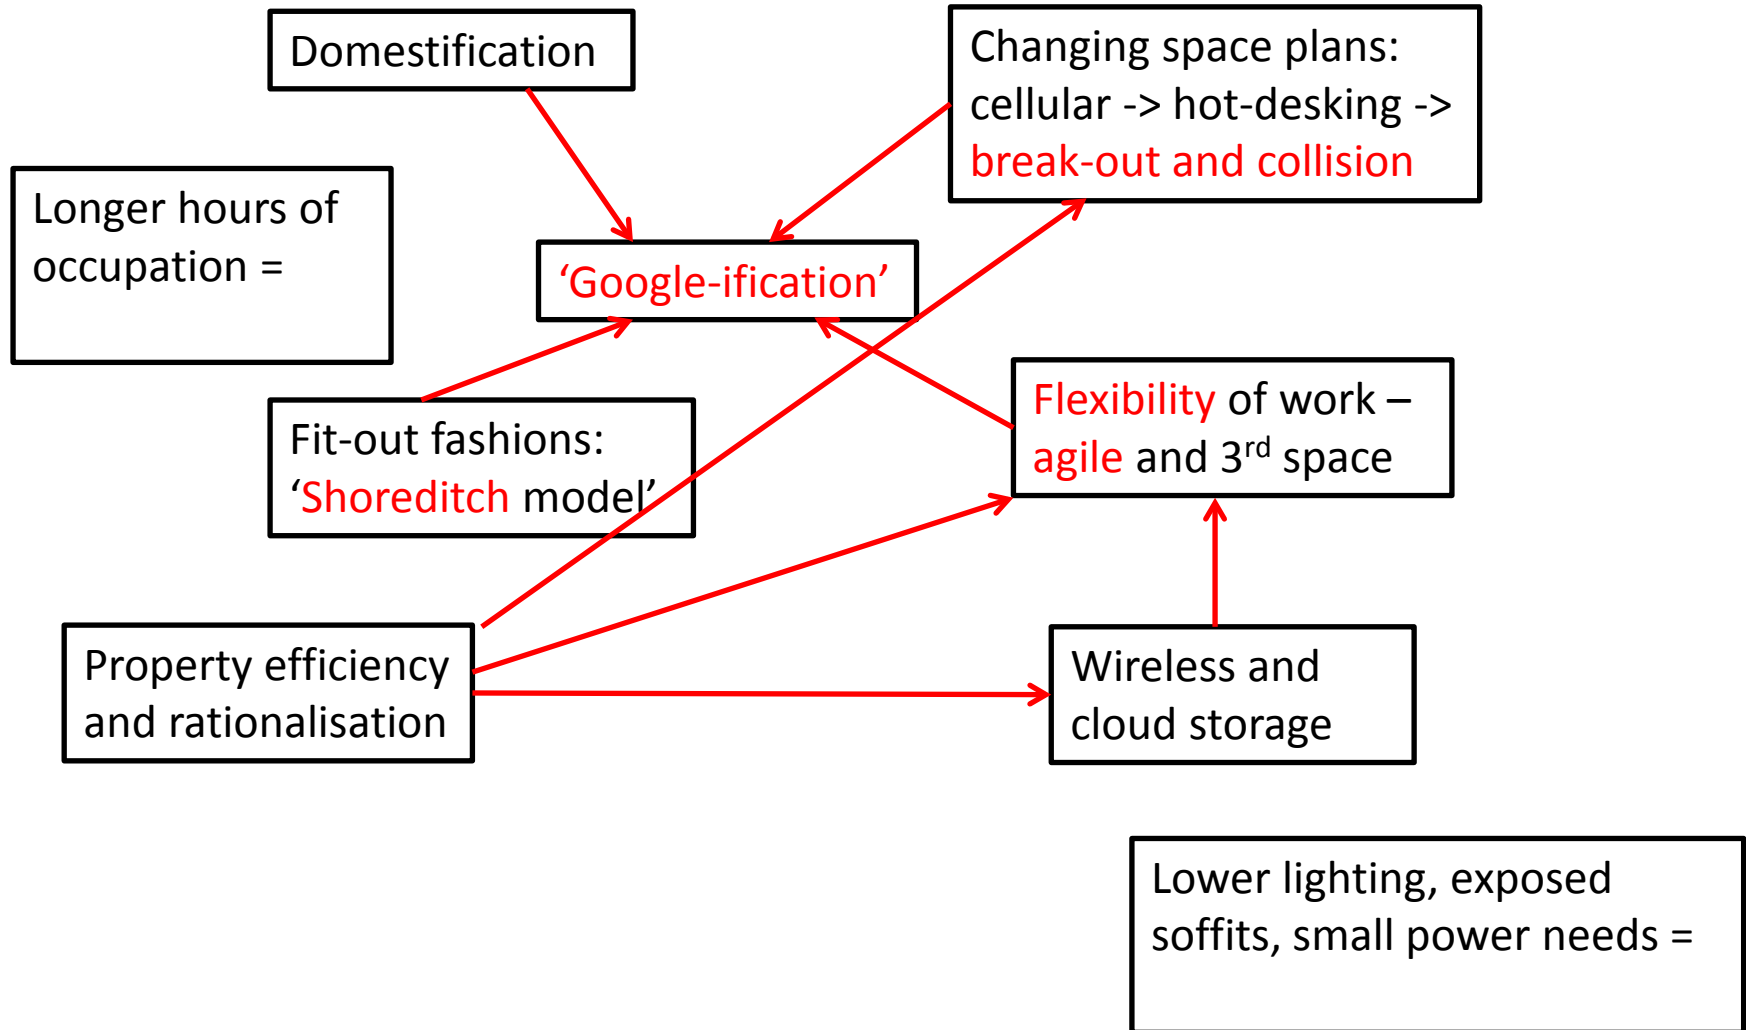 Domestification
Changing space plans:
cellular -> hot-desking ->
break-out and collision
Longer hours of
occupation =
‘Google-ification’
Flexibility of work –
agile and 3rd space
Fit-out fashions:
‘Shoreditch model’
Property efficiency
and rationalisation
Wireless and
cloud storage
Lower lighting, exposed
soffits, small power needs =